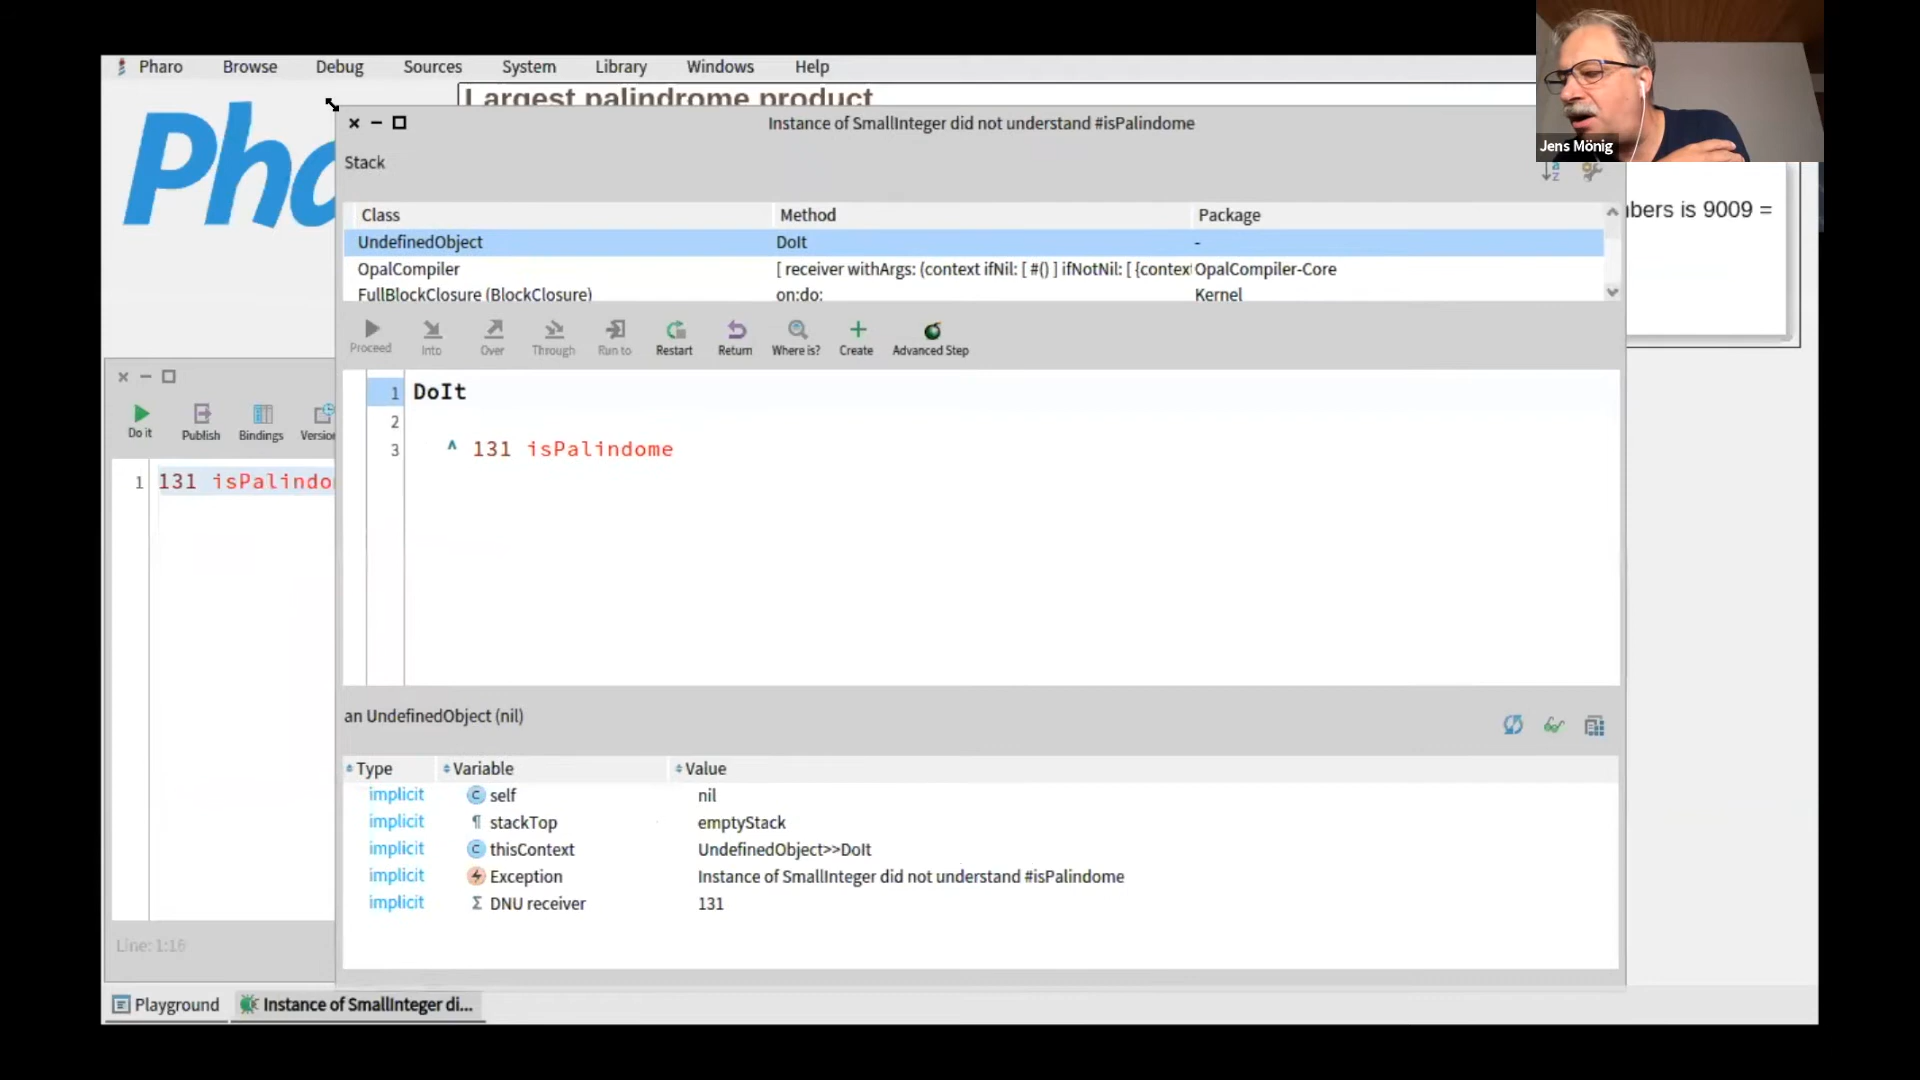 Pharo Browse Debug Sources System Library Windows Help
Largest palindrome product
Pha
Jens Mönig
Instance of SmallInteger did not understand #isPalindome
Stack
Class Method Package
UndefinedObject DoIt -
OpalCompiler [ receiver withArgs: (context ifNil: [ #() ] ifNotNil: [ {contex OpalCompiler-Core
FullBlockClosure (BlockClosure) on:do: Kernel
bers is 9009 =
Proceed Into Over Through Run to Restart Return Where is? Create Advanced Step
Do it Publish Bindings Versio
1 131 isPalindo
Line: 1:16
1 DoIt
2
3 ^ 131 isPalindome
an UndefinedObject (nil)
Type Variable Value
implicit self nil
implicit stackTop emptyStack
implicit thisContext UndefinedObject>>DoIt
implicit Exception Instance of SmallInteger did not understand #isPalindome
implicit DNU receiver 131
Playground Instance of SmallInteger di...